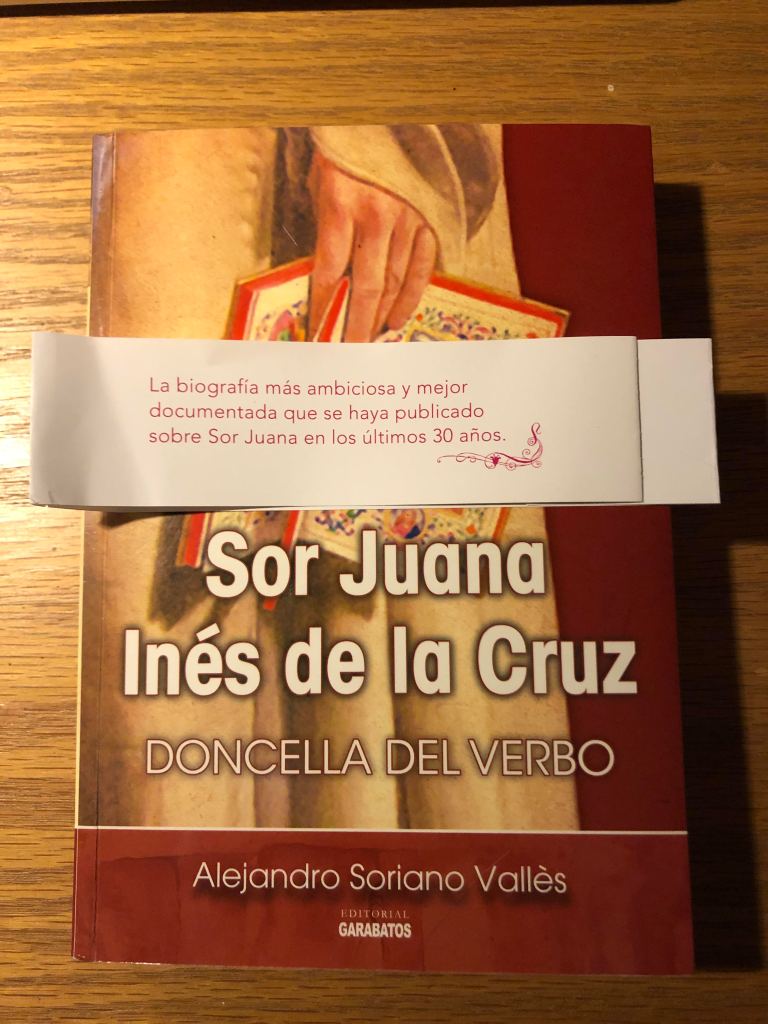 La biografía más ambiciosa y mejor
documentada que se haya publicado
sobre Sor Juana en los últimos 30 años.
Sor Juana
Inés de la Cruz
DONCELLA DEL VERBO
Alejandro Soriano Vallès
EDITORIAL
GARABATOS